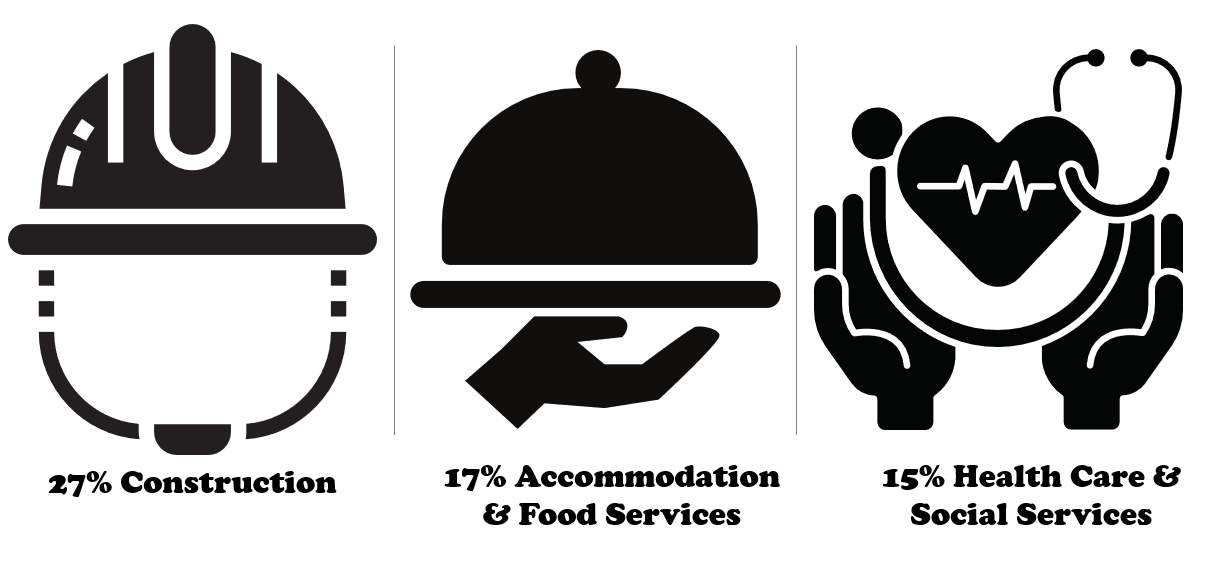 27% Construction
17% Accommodation
& Food Services
15% Health Care &
Social Services